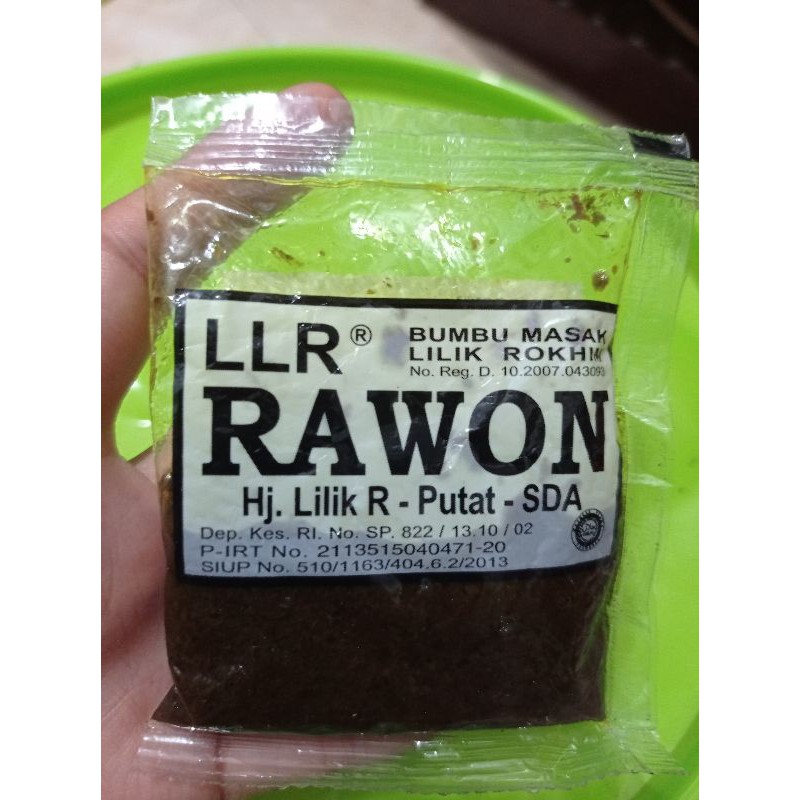 LLR® BUMBU MASAK
LILIK ROKHIM
No. Reg. D. 10.2007.043093
RAWON
Hj. Lilik R - Putat - SDA
Dep. Kes. RI. No. SP. 822 / 13.10 / 02
P-IRT No. 2113515040471-20
SIUP No. 510/1163/404.6.2/2013